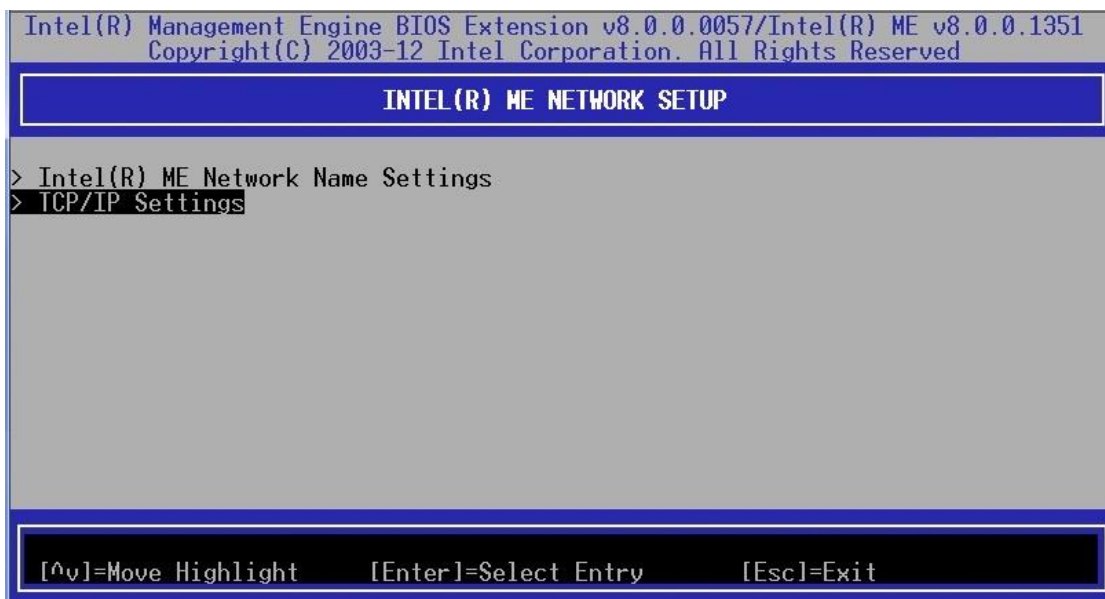 Intel(R) Management Engine BIOS Extension v8.0.0.0057/Intel(R) ME v8.0.0.1351
Copyright(C) 2003-12 Intel Corporation. All Rights Reserved
INTEL(R) ME NETWORK SETUP
> Intel(R) ME Network Name Settings
> TCP/IP Settings
[^v]=Move Highlight [Enter]=Select Entry [Esc]=Exit